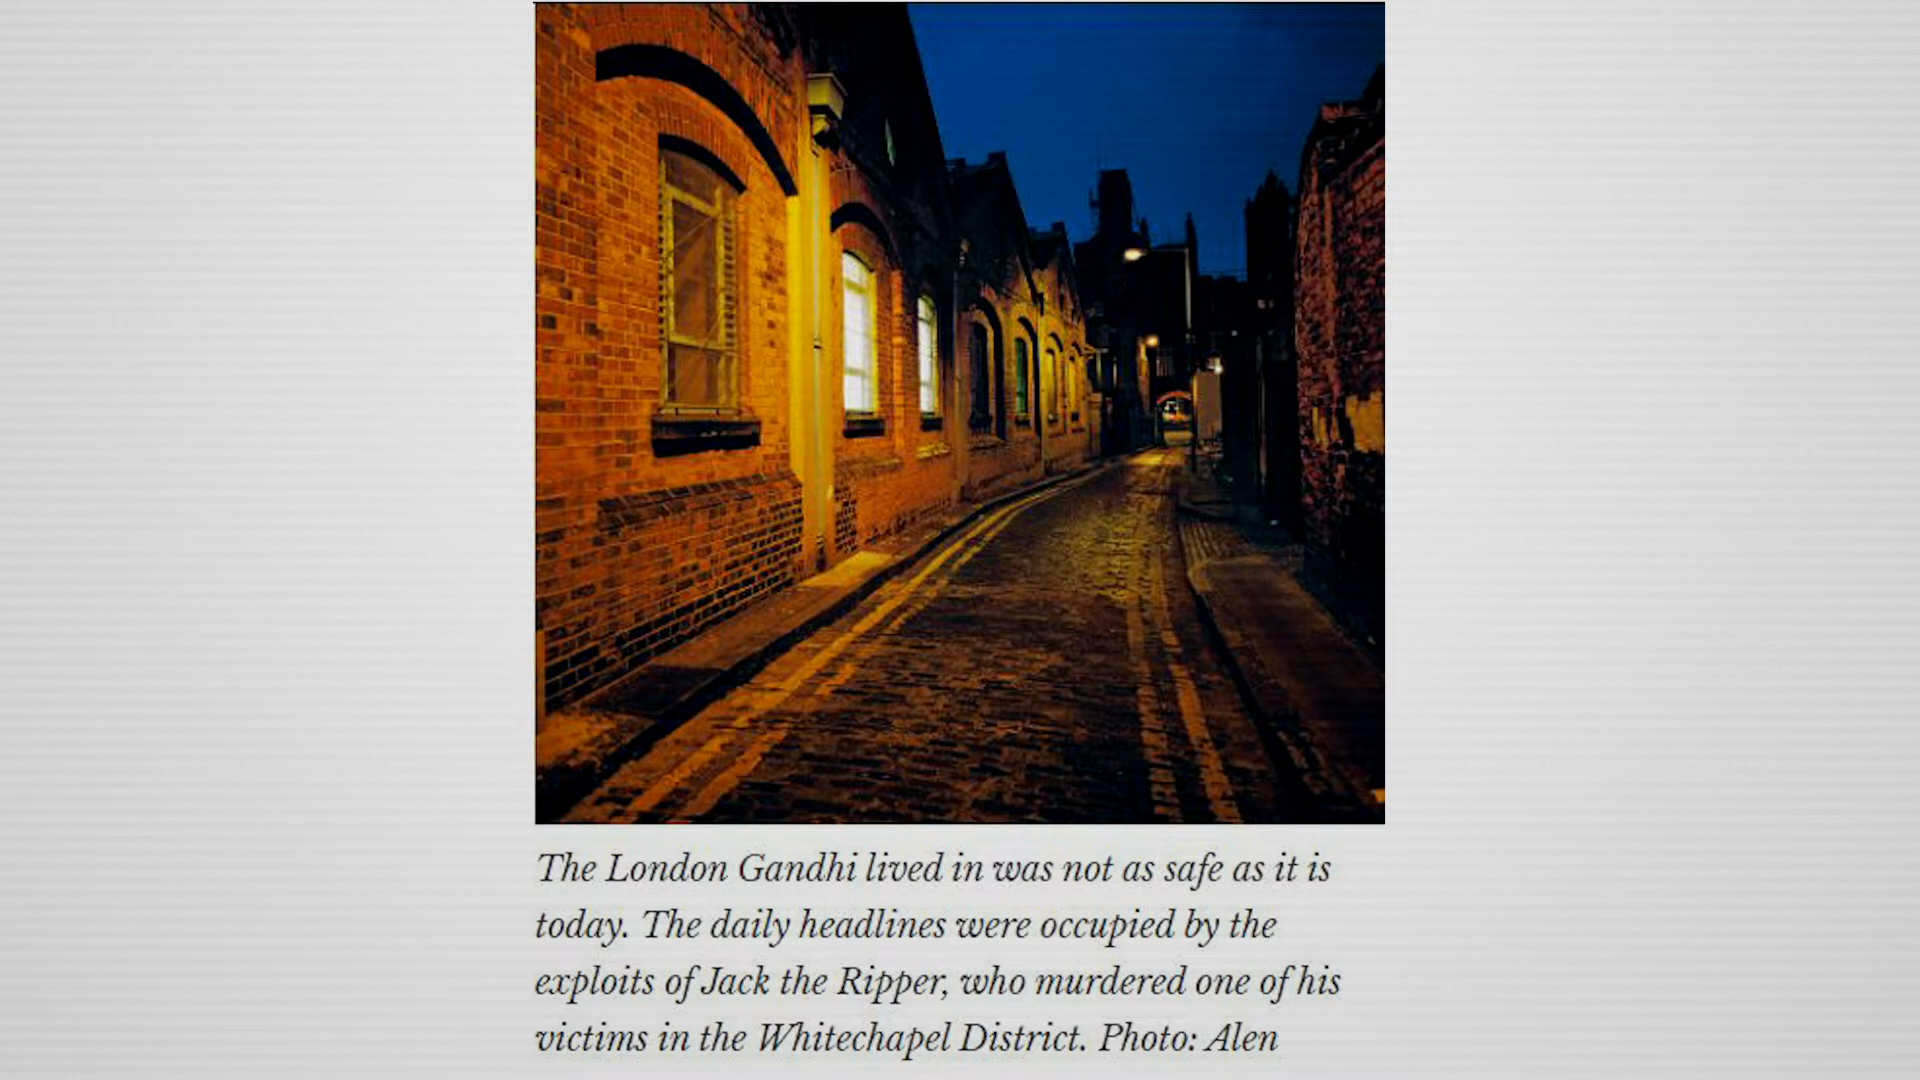 The London Gandhi lived in was not as safe as it is
today. The daily headlines were occupied by the
exploits of Jack the Ripper, who murdered one of his
victims in the Whitechapel District. Photo: Alen